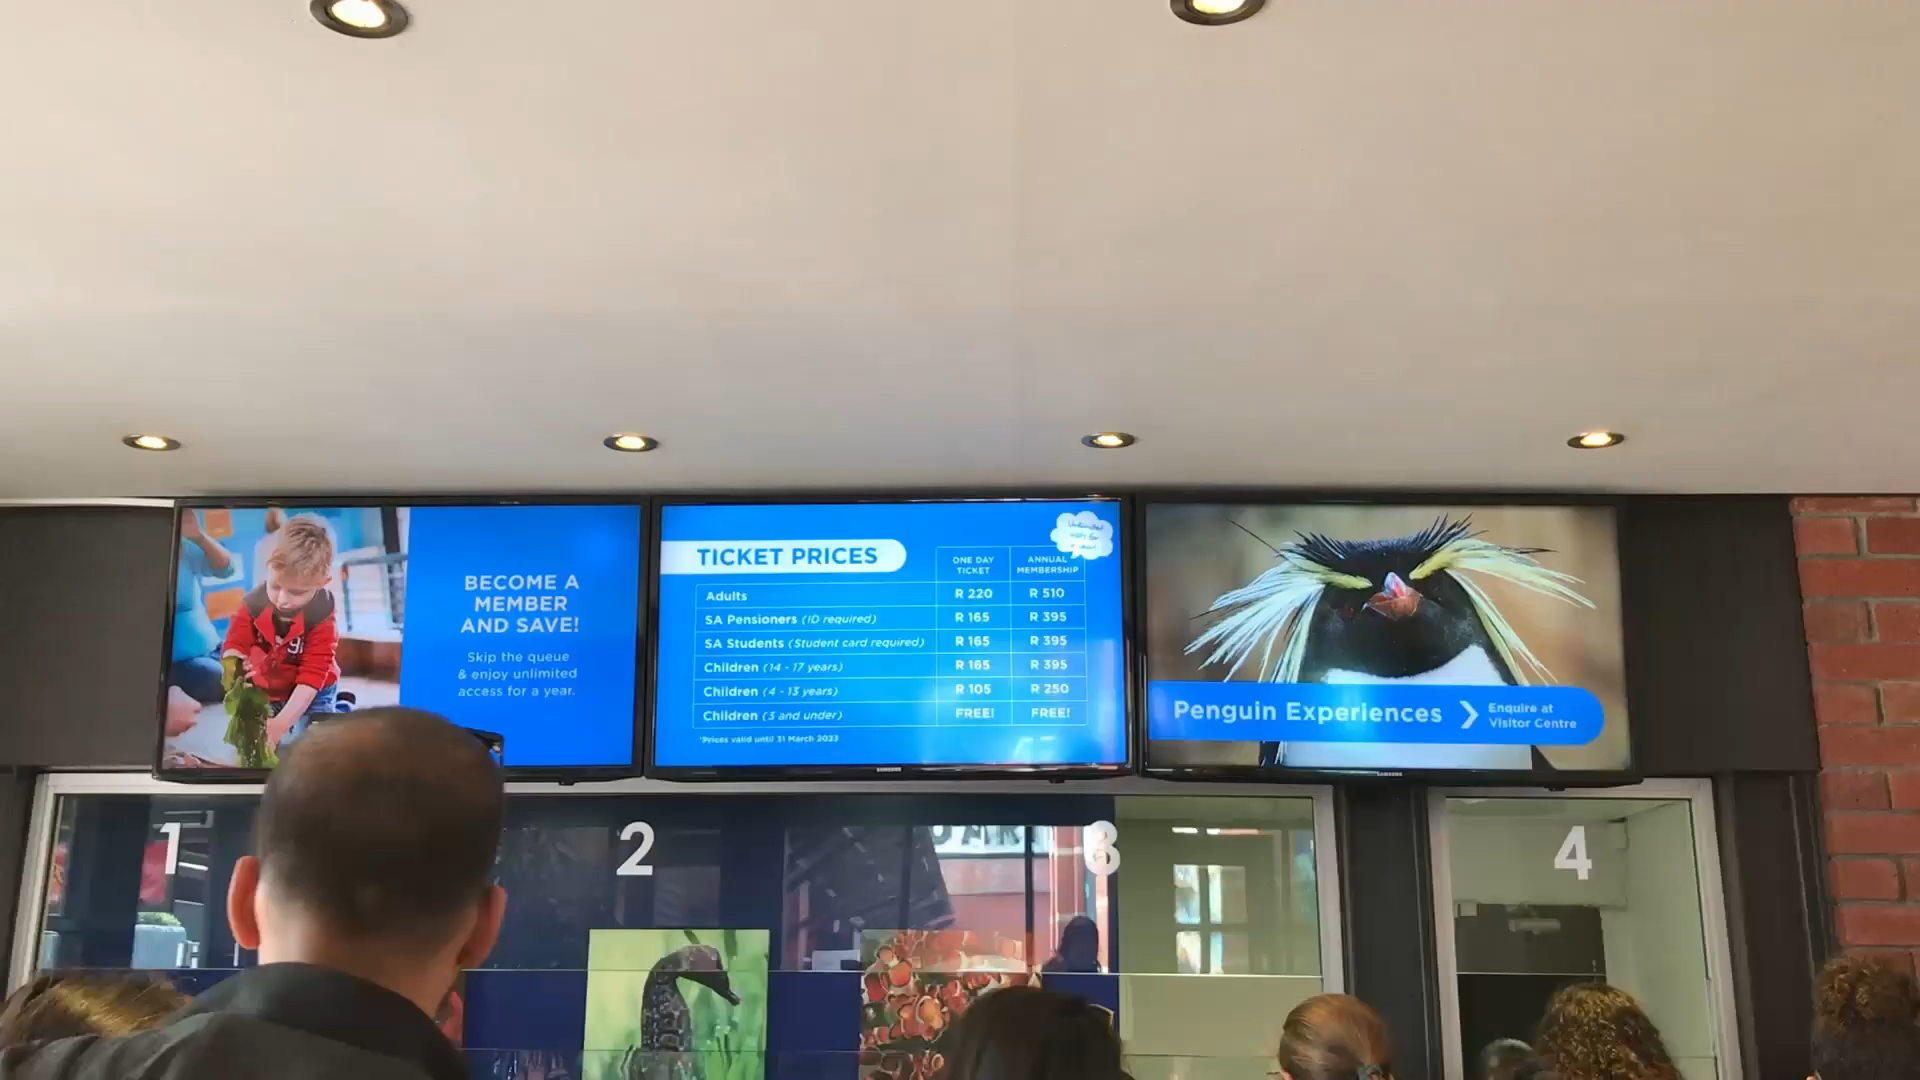 BECOME A
MEMBER
AND SAVE!
Skip the queue
& enjoy unlimited
access for a year.
TICKET PRICES
ONE DAY TICKET ANNUAL MEMBERSHIP
Adults R 220 R 510
SA Pensioners (ID required) R 165 R 395
SA Students (Student card required) R 165 R 395
Children (14 - 17 years) R 165 R 395
Children (4 - 13 years) R 105 R 250
Children (3 and under) FREE! FREE!
*Prices valid until 31 March 2023
SAMSUNG
Penguin Experiences
Enquire at
Visitor Centre
SAMSUNG
1
2
3
4